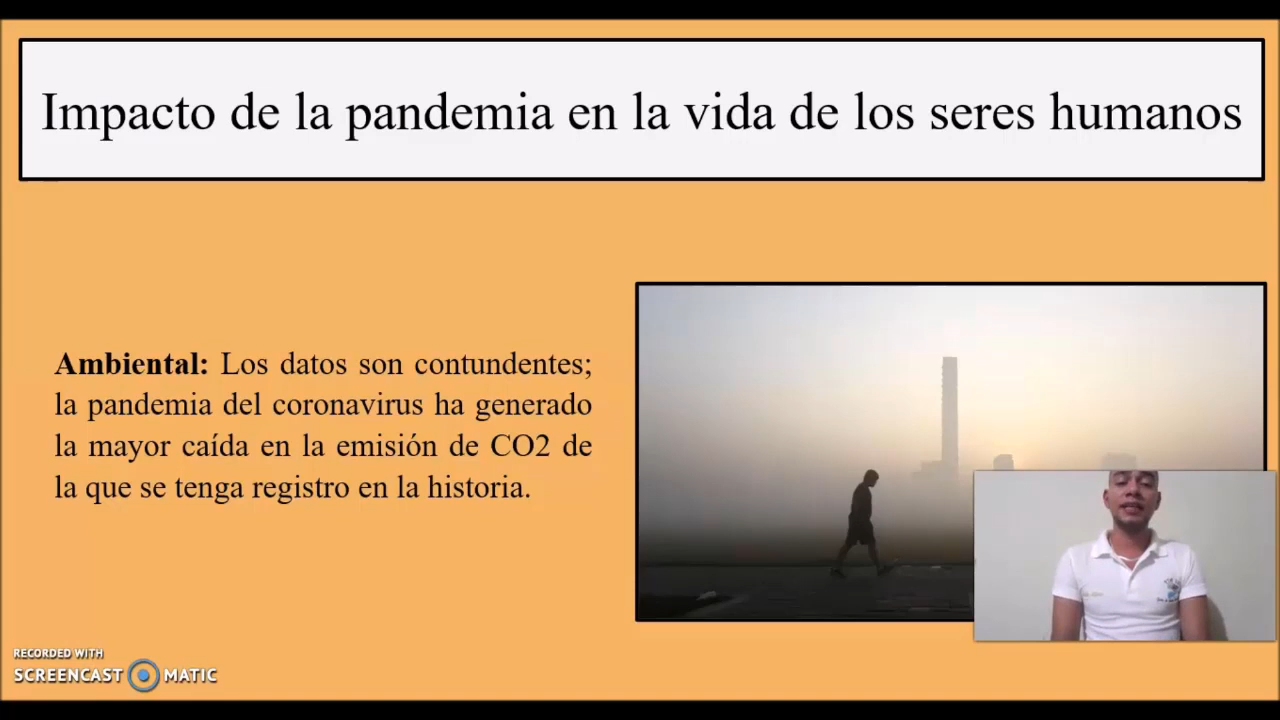 Impacto de la pandemia en la vida de los seres humanos
Ambiental: Los datos son contundentes;
la pandemia del coronavirus ha generado
la mayor caída en la emisión de CO2 de
la que se tenga registro en la historia.
RECORDED WITH
SCREENCAST MATIC